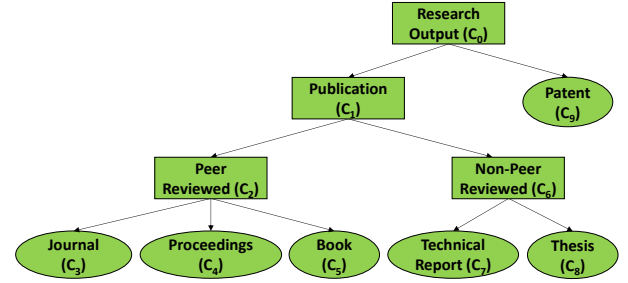 Research
Output (C₀)
Publication
(C₁)
Patent
(C₉)
Peer
Reviewed (C₂)
Non-Peer
Reviewed (C₆)
Journal
(C₃)
Proceedings
(C₄)
Book
(C₅)
Technical
Report (C₇)
Thesis
(C₈)